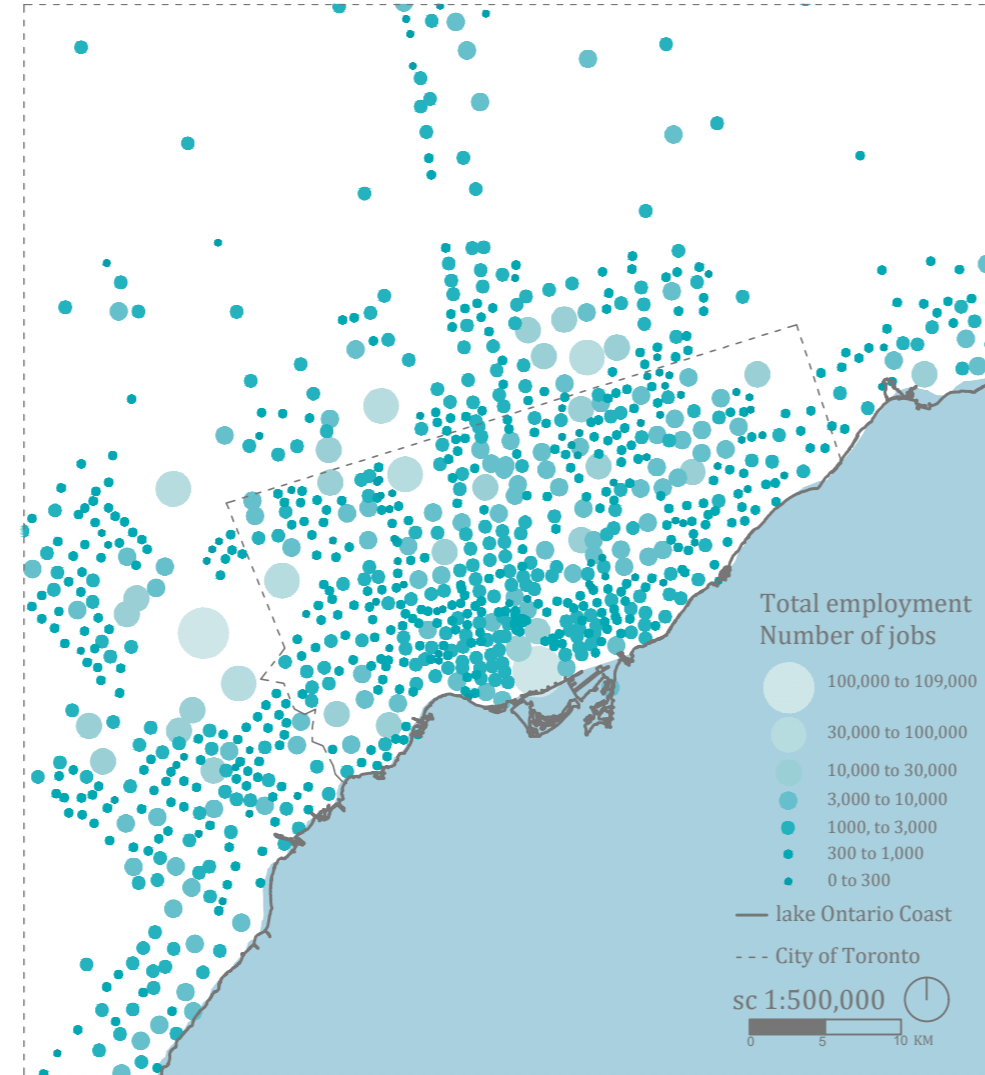 Total employment
Number of jobs
100,000 to 109,000
30,000 to 100,000
10,000 to 30,000
3,000 to 10,000
1000, to 3,000
300 to 1,000
0 to 300
lake Ontario Coast
City of Toronto
sc 1:500,000
0 5 10 KM